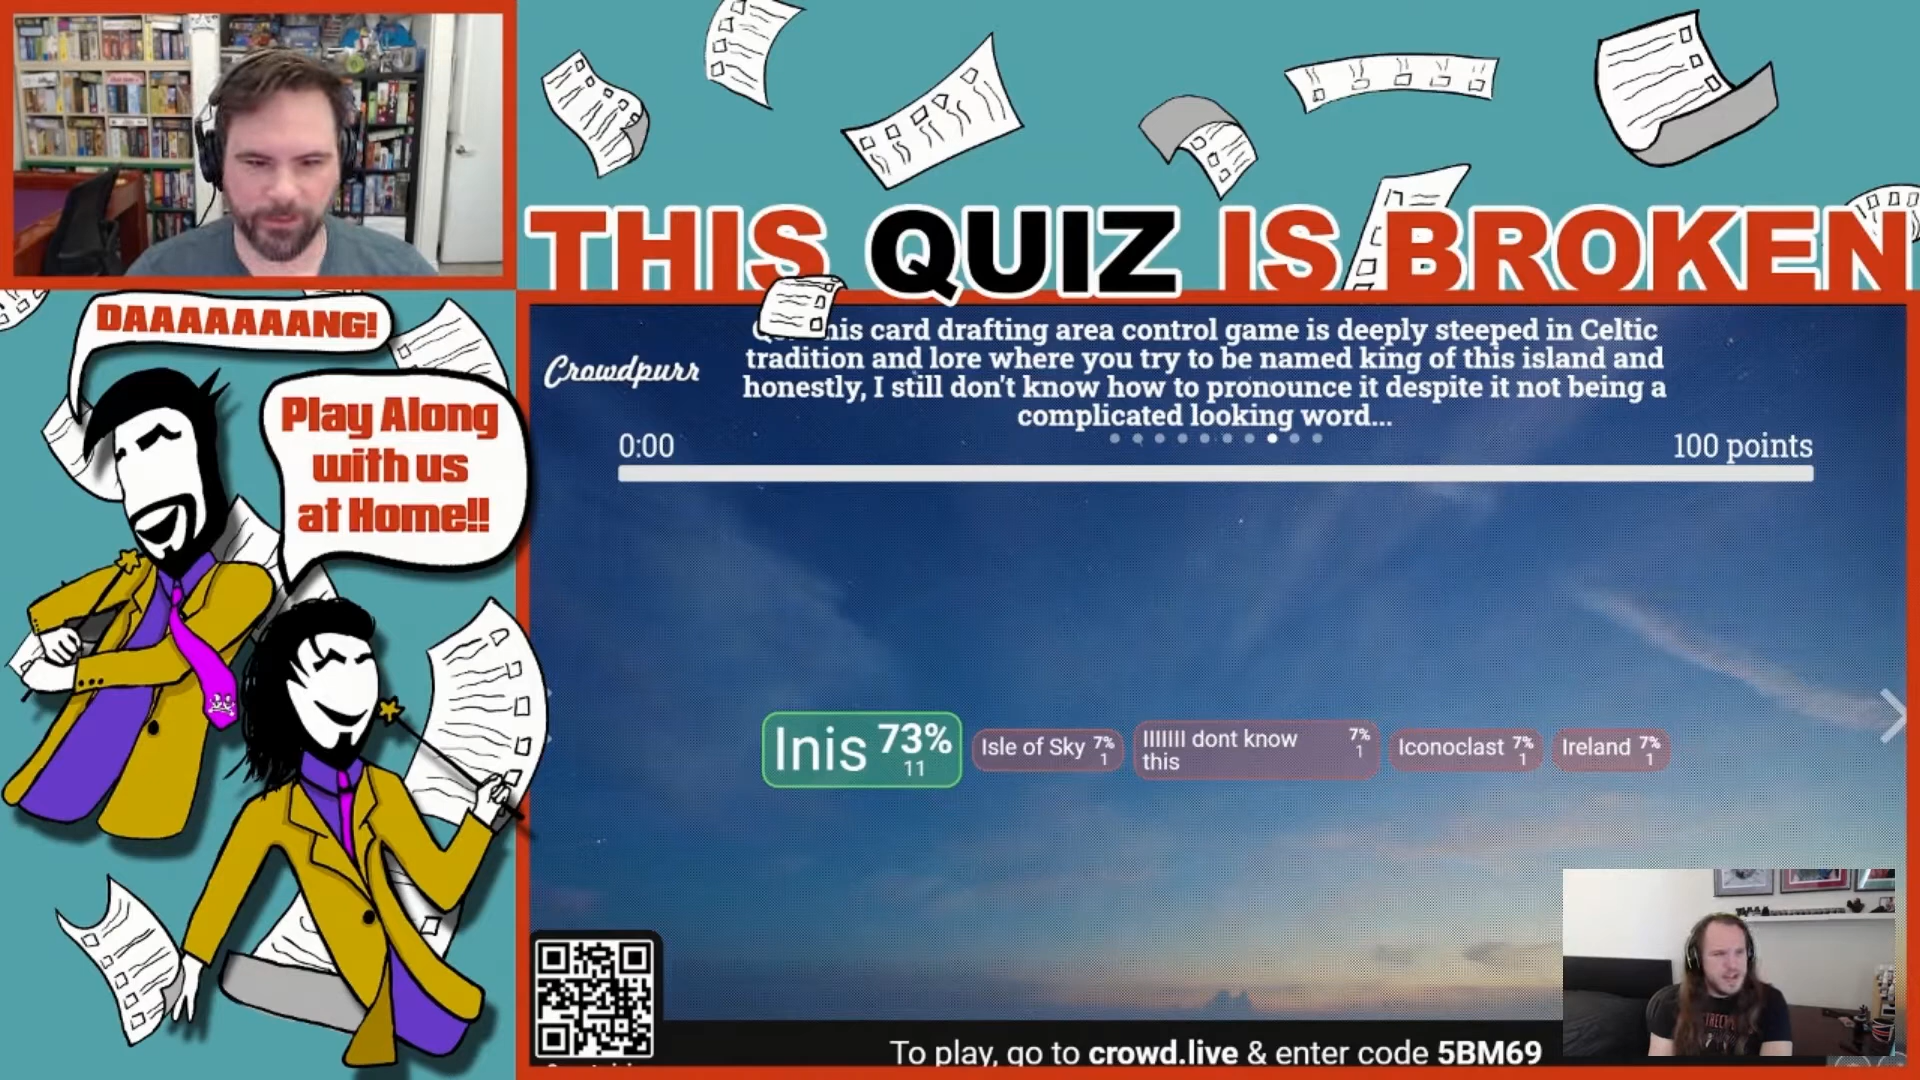 THIS QUIZ IS BROKEN
DAAAAAAAANG!
Play Along
with us
at Home!!
Crowdpurr
his card drafting area control game is deeply steeped in Celtic
tradition and lore where you try to be named king of this island and
honestly, I still don't know how to pronounce it despite it not being a
complicated looking word...
0:00
100 points
Inis 73% 11
Isle of Sky 7% 1
IIIIIII dont know this 7% 1
Iconoclast 7% 1
Ireland 7% 1
To play, go to crowd.live & enter code 5BM69